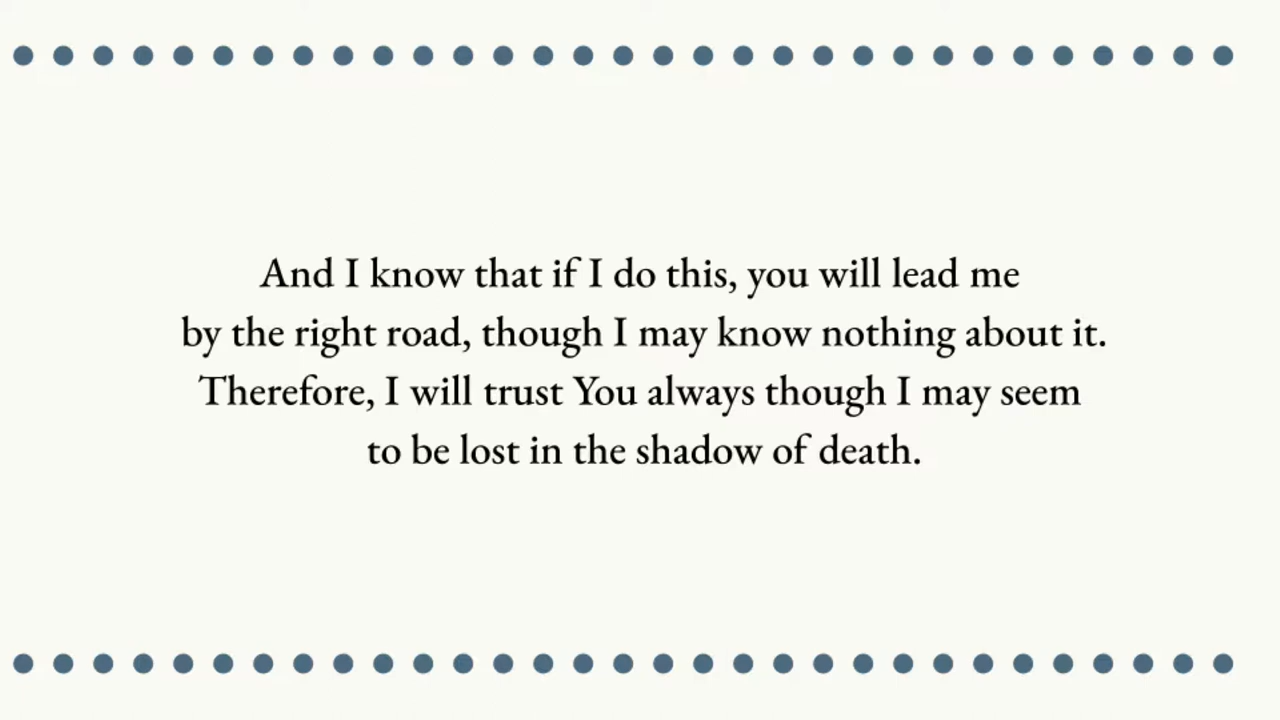 And I know that if I do this, you will lead me
by the right road, though I may know nothing about it.
Therefore, I will trust You always though I may seem
to be lost in the shadow of death.